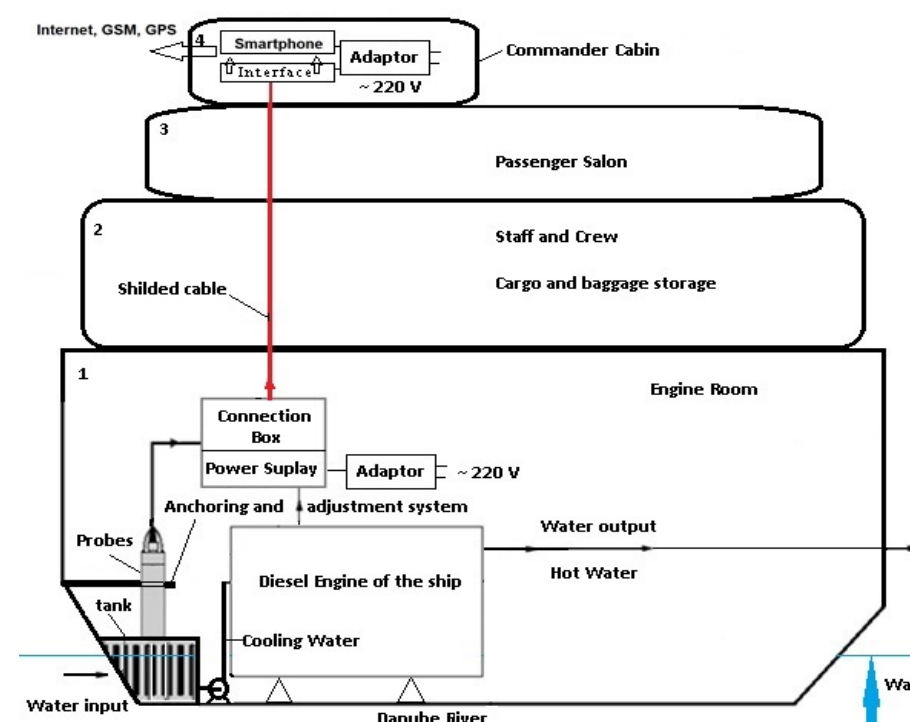 Internet, GSM, GPS
4
Smartphone
Interface
Adaptor
~ 220 V
Commander Cabin
3
Passenger Salon
2
Staff and Crew
Cargo and baggage storage
Shilded cable
1
Engine Room
Connection
Box
Power Suplay
Adaptor
~ 220 V
Anchoring and adjustment system
Probes
Water output
Hot Water
Diesel Engine of the ship
tank
Cooling Water
Water input
Danube River